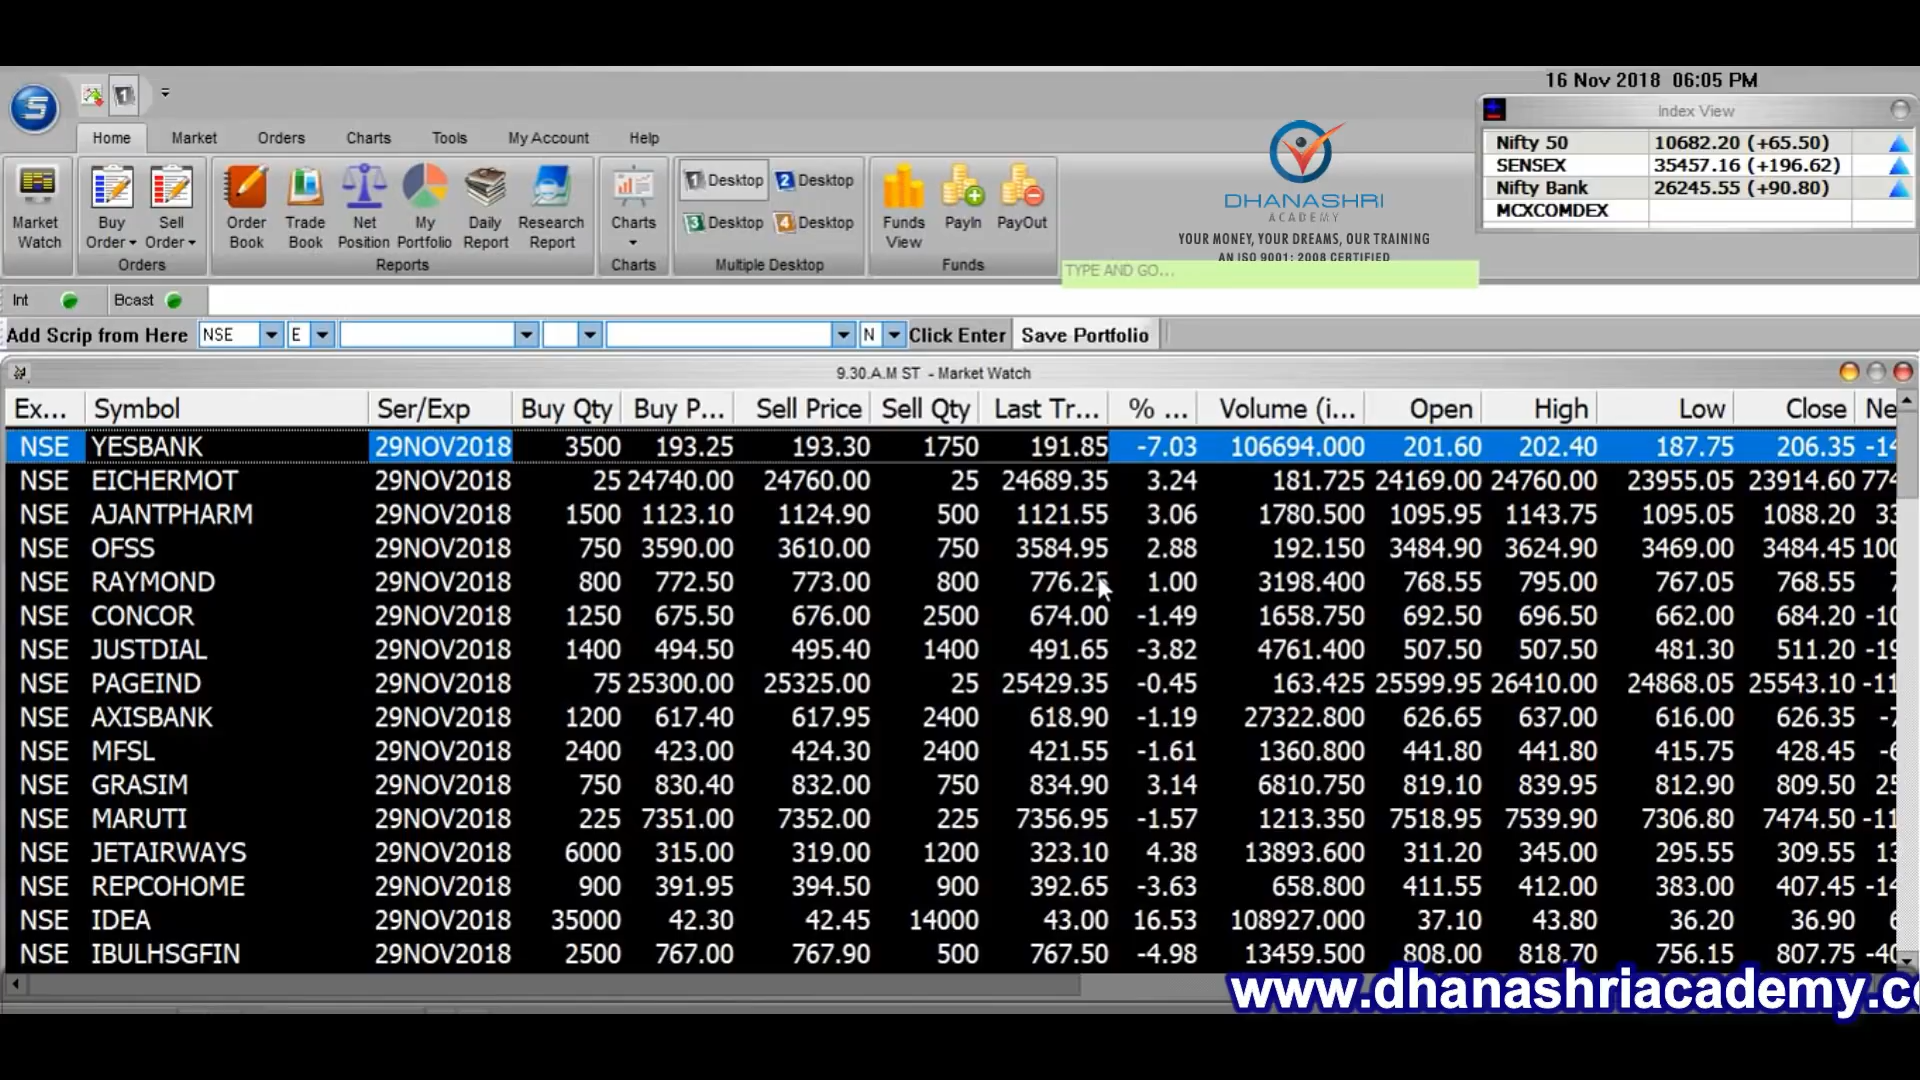 16 Nov 2018 06:05 PM
Index View
Home Market Orders Charts Tools My Account Help
Nifty 50 10682.20 (+65.50)
SENSEX 35457.16 (+196.62)
Nifty Bank 26245.55 (+90.80)
MCXCOMDEX
Market Watch
Buy Order
Sell Order
Orders
Order Book
Trade Book
Net Position
My Portfolio
Daily Report
Research Report
Reports
Charts
Charts
1 Desktop 2 Desktop
3 Desktop 4 Desktop
Multiple Desktop
Funds View
PayIn
PayOut
Funds
DHANASHRI
ACADEMY
YOUR MONEY, YOUR DREAMS, OUR TRAINING
AN ISO 9001: 2008 CERTIFIED
TYPE AND GO...
Int Bcast
Add Scrip from Here NSE E N Click Enter Save Portfolio
9.30.A.M ST - Market Watch
Ex... Symbol Ser/Exp Buy Qty Buy P... Sell Price Sell Qty Last Tr... % ... Volume (i... Open High Low Close Ne
NSE YESBANK 29NOV2018 3500 193.25 193.30 1750 191.85 -7.03 106694.000 201.60 202.40 187.75 206.35 -14
NSE EICHERMOT 29NOV2018 25 24740.00 24760.00 25 24689.35 3.24 181.725 24169.00 24760.00 23955.05 23914.60 774
NSE AJANTPHARM 29NOV2018 1500 1123.10 1124.90 500 1121.55 3.06 1780.500 1095.95 1143.75 1095.05 1088.20 33
NSE OFSS 29NOV2018 750 3590.00 3610.00 750 3584.95 2.88 192.150 3484.90 3624.90 3469.00 3484.45 100
NSE RAYMOND 29NOV2018 800 772.50 773.00 800 776.25 1.00 3198.400 768.55 795.00 767.05 768.55 7
NSE CONCOR 29NOV2018 1250 675.50 676.00 2500 674.00 -1.49 1658.750 692.50 696.50 662.00 684.20 -10
NSE JUSTDIAL 29NOV2018 1400 494.50 495.40 1400 491.65 -3.82 4761.400 507.50 507.50 481.30 511.20 -19
NSE PAGEIND 29NOV2018 75 25300.00 25325.00 25 25429.35 -0.45 163.425 25599.95 26410.00 24868.05 25543.10 -11
NSE AXISBANK 29NOV2018 1200 617.40 617.95 2400 618.90 -1.19 27322.800 626.65 637.00 616.00 626.35 -7
NSE MFSL 29NOV2018 2400 423.00 424.30 2400 421.55 -1.61 1360.800 441.80 441.80 415.75 428.45 -6
NSE GRASIM 29NOV2018 750 830.40 832.00 750 834.90 3.14 6810.750 819.10 839.95 812.90 809.50 25
NSE MARUTI 29NOV2018 225 7351.00 7352.00 225 7356.95 -1.57 1213.350 7518.95 7539.90 7306.80 7474.50 -11
NSE JETAIRWAYS 29NOV2018 6000 315.00 319.00 1200 323.10 4.38 13893.600 311.20 345.00 295.55 309.55 13
NSE REPCOHOME 29NOV2018 900 391.95 394.50 900 392.65 -3.63 658.800 411.55 412.00 383.00 407.45 -14
NSE IDEA 29NOV2018 35000 42.30 42.45 14000 43.00 16.53 108927.000 37.10 43.80 36.20 36.90 6
NSE IBULHSGFIN 29NOV2018 2500 767.00 767.90 500 767.50 -4.98 13459.500 808.00 818.70 756.15 807.75 -40
www.dhanashriacademy.co